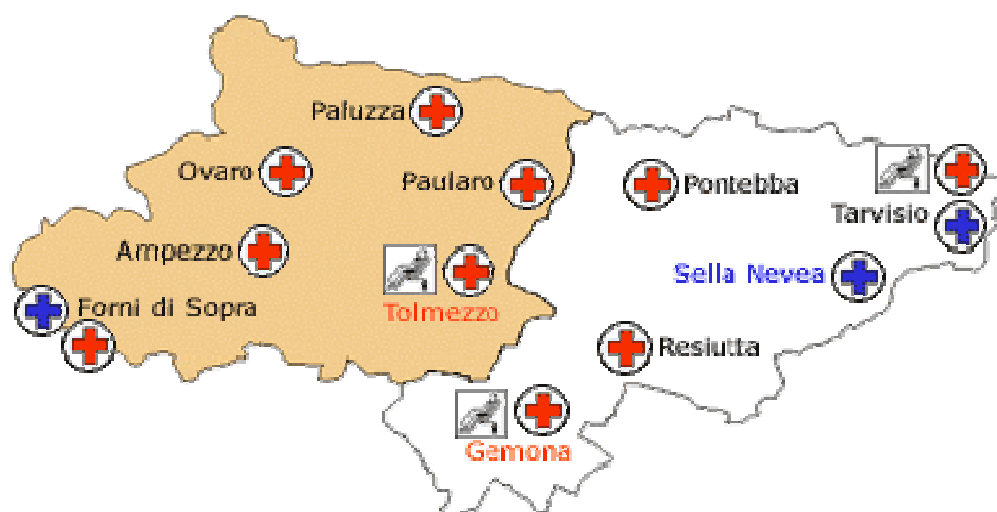 Paluzza
Ovaro
Paularo
Pontebba
Tarvisio
Ampezzo
Sella Nevea
Forni di Sopra
Tolmezzo
Resiutta
Gemona